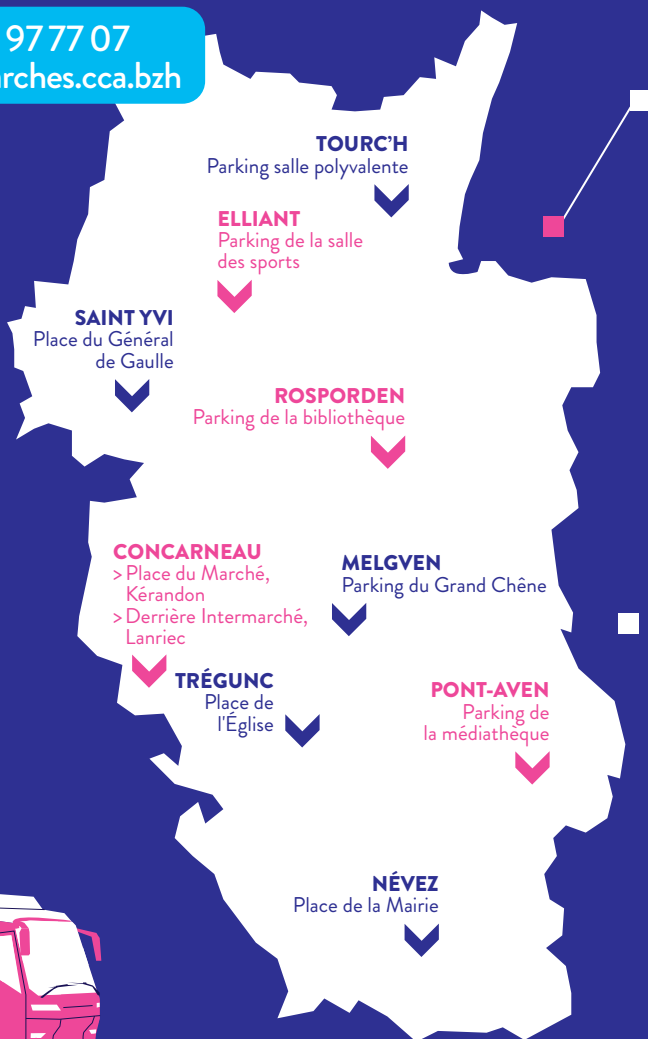 97 77 07
rches.cca.bzh
TOURC'H
Parking salle polyvalente
ELLIANT
Parking de la salle
des sports
SAINT YVI
Place du Général
de Gaulle
ROSPORDEN
Parking de la bibliothèque
CONCARNEAU
> Place du Marché,
Kérandon
> Derrière Intermarché,
Lanriec
MELGVEN
Parking du Grand Chêne
TRÉGUNC
Place de
l'Église
PONT-AVEN
Parking de
la médiathèque
NÉVEZ
Place de la Mairie